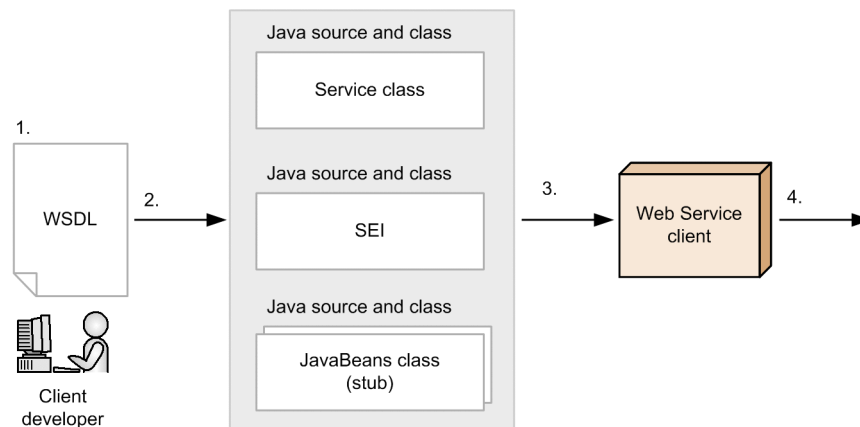 Java source and class
Service class
1.
WSDL
2.
Java source and class
SEI
3.
Web Service
client
4.
Java source and class
JavaBeans class
(stub)
Client
developer